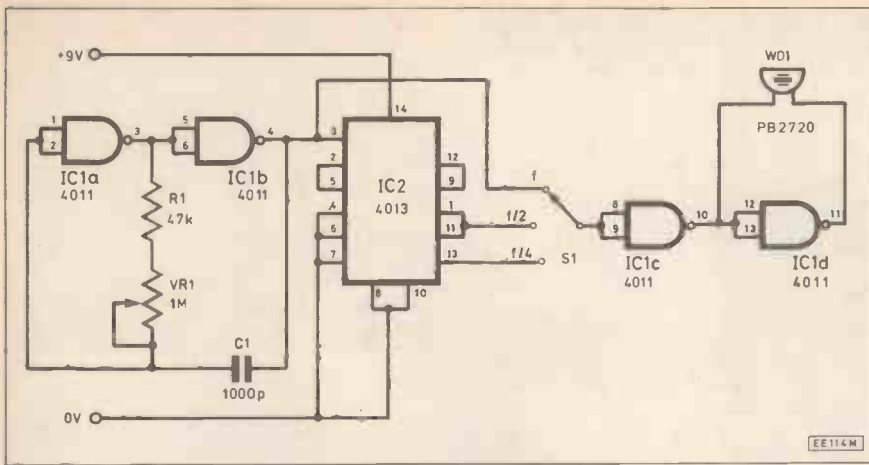 +9V
W01
PB2720
1
2
3
IC1a
4011
5
6
4
IC1b
4011
R1
47k
VR1
1M
C1
1000p
0V
14
3
2
5
4
6
7
IC2
4013
12
9
1
11
13
8
10
f
f/2
f/4
S1
8
9
10
IC1c
4011
12
13
11
IC1d
4011
EE114M